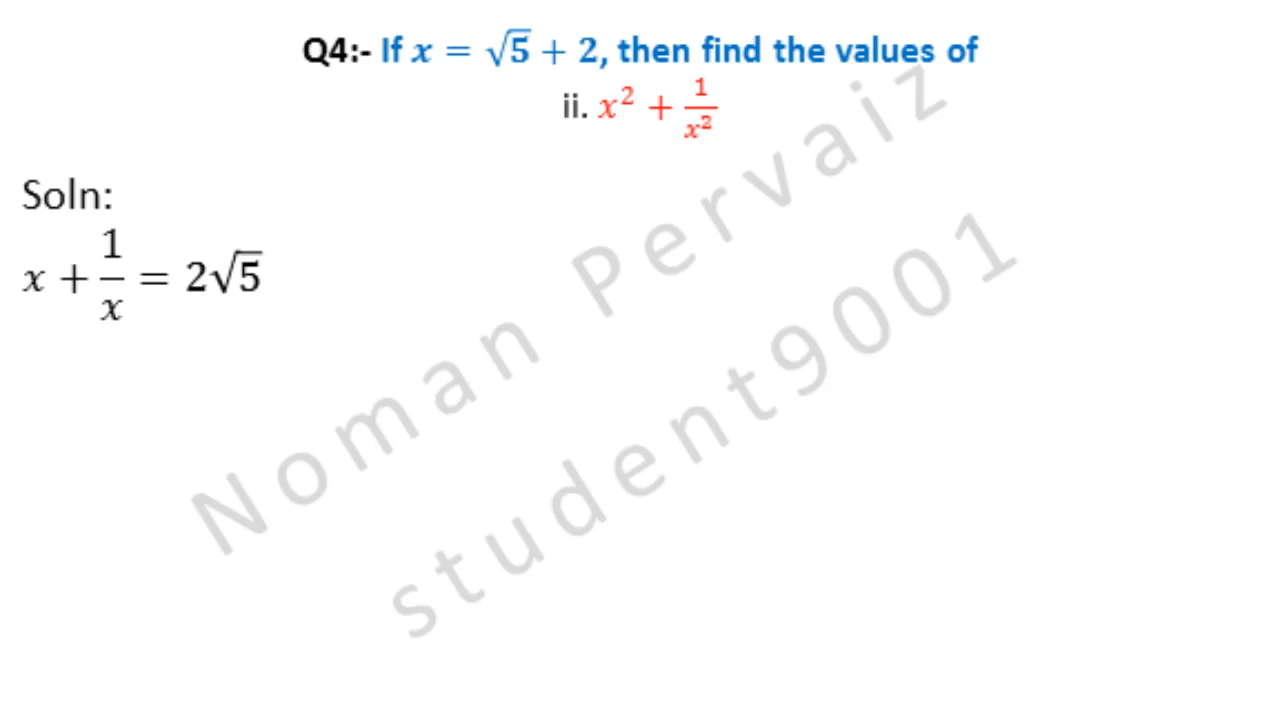 Q4:- If x = √5 + 2, then find the values of
ii. x² + 1/x²
Soln:
x + 1/x = 2√5
Noman Pervaiz
student9001